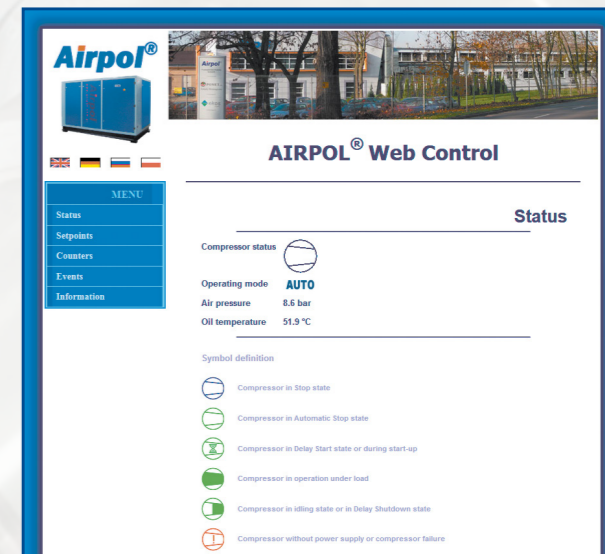 Airpol®
Airpol
AIRPOL® Web Control
MENU
Status
Setpoints
Counters
Events
Information
Status
Compressor status
Operating mode AUTO
Air pressure 8.6 bar
Oil temperature 51.9 °C
Symbol definition
Compressor in Stop state
Compressor in Automatic Stop state
Compressor in Delay Start state or during start-up
Compressor in operation under load
Compressor in idling state or in Delay Shutdown state
Compressor without power supply or compressor failure